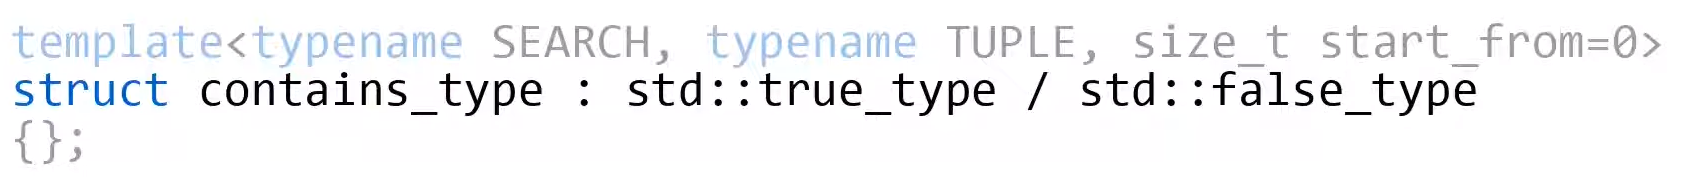 template<typename SEARCH, typename TUPLE, size_t start_from=0>
struct contains_type : std::true_type / std::false_type
{};